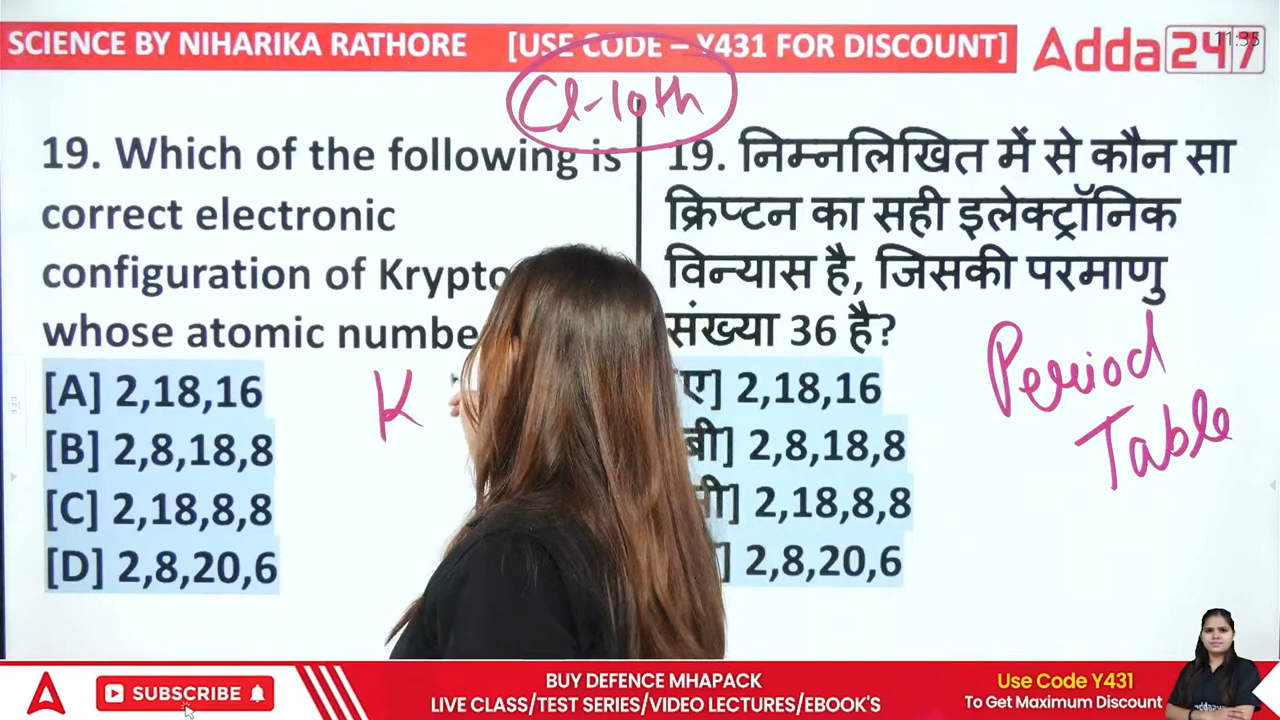 SCIENCE BY NIHARIKA RATHORE [USE CODE – Y431 FOR DISCOUNT]
Adda247
11:35
Cl-10th
19. Which of the following is
correct electronic
configuration of Krypto
whose atomic numbe
[A] 2,18,16
[B] 2,8,18,8
[C] 2,18,8,8
[D] 2,8,20,6
K
19. निम्नलिखित में से कौन सा
क्रिप्टन का सही इलेक्ट्रॉनिक
विन्यास है, जिसकी परमाणु
संख्या 36 है?
ए] 2,18,16
बी] 2,8,18,8
सी] 2,18,8,8
] 2,8,20,6
Period
Table
SUBSCRIBE
BUY DEFENCE MHAPACK
LIVE CLASS/TEST SERIES/VIDEO LECTURES/EBOOK'S
Use Code Y431
To Get Maximum Discount